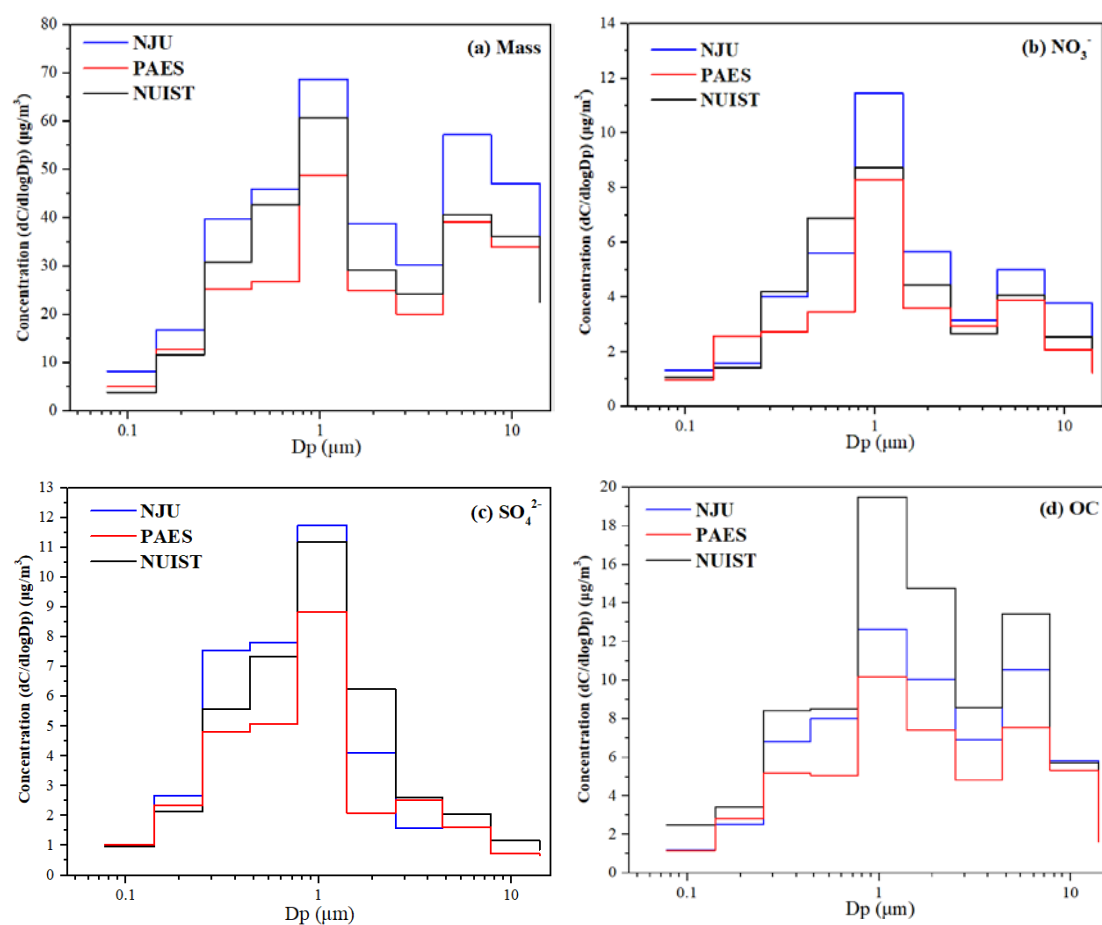 (a) Mass
NJU
PAES
NUIST
Concentration (dC/dlogDp) (μg/m³)
80
70
60
50
40
30
20
10
0
0.1
1
10
Dp (μm)
(b) NO₃⁻
NJU
PAES
NUIST
Concentration (dC/dlogDp) (μg/m³)
14
12
10
8
6
4
2
0
0.1
1
10
Dp (μm)
(c) SO₄²⁻
NJU
PAES
NUIST
Concentration (dC/dlogDp) (μg/m³)
13
12
11
10
9
8
7
6
5
4
3
2
1
0
0.1
1
10
Dp (μm)
(d) OC
NJU
PAES
NUIST
Concentration (dC/dlogDp) (μg/m³)
20
18
16
14
12
10
8
6
4
2
0
0.1
1
10
Dp (μm)